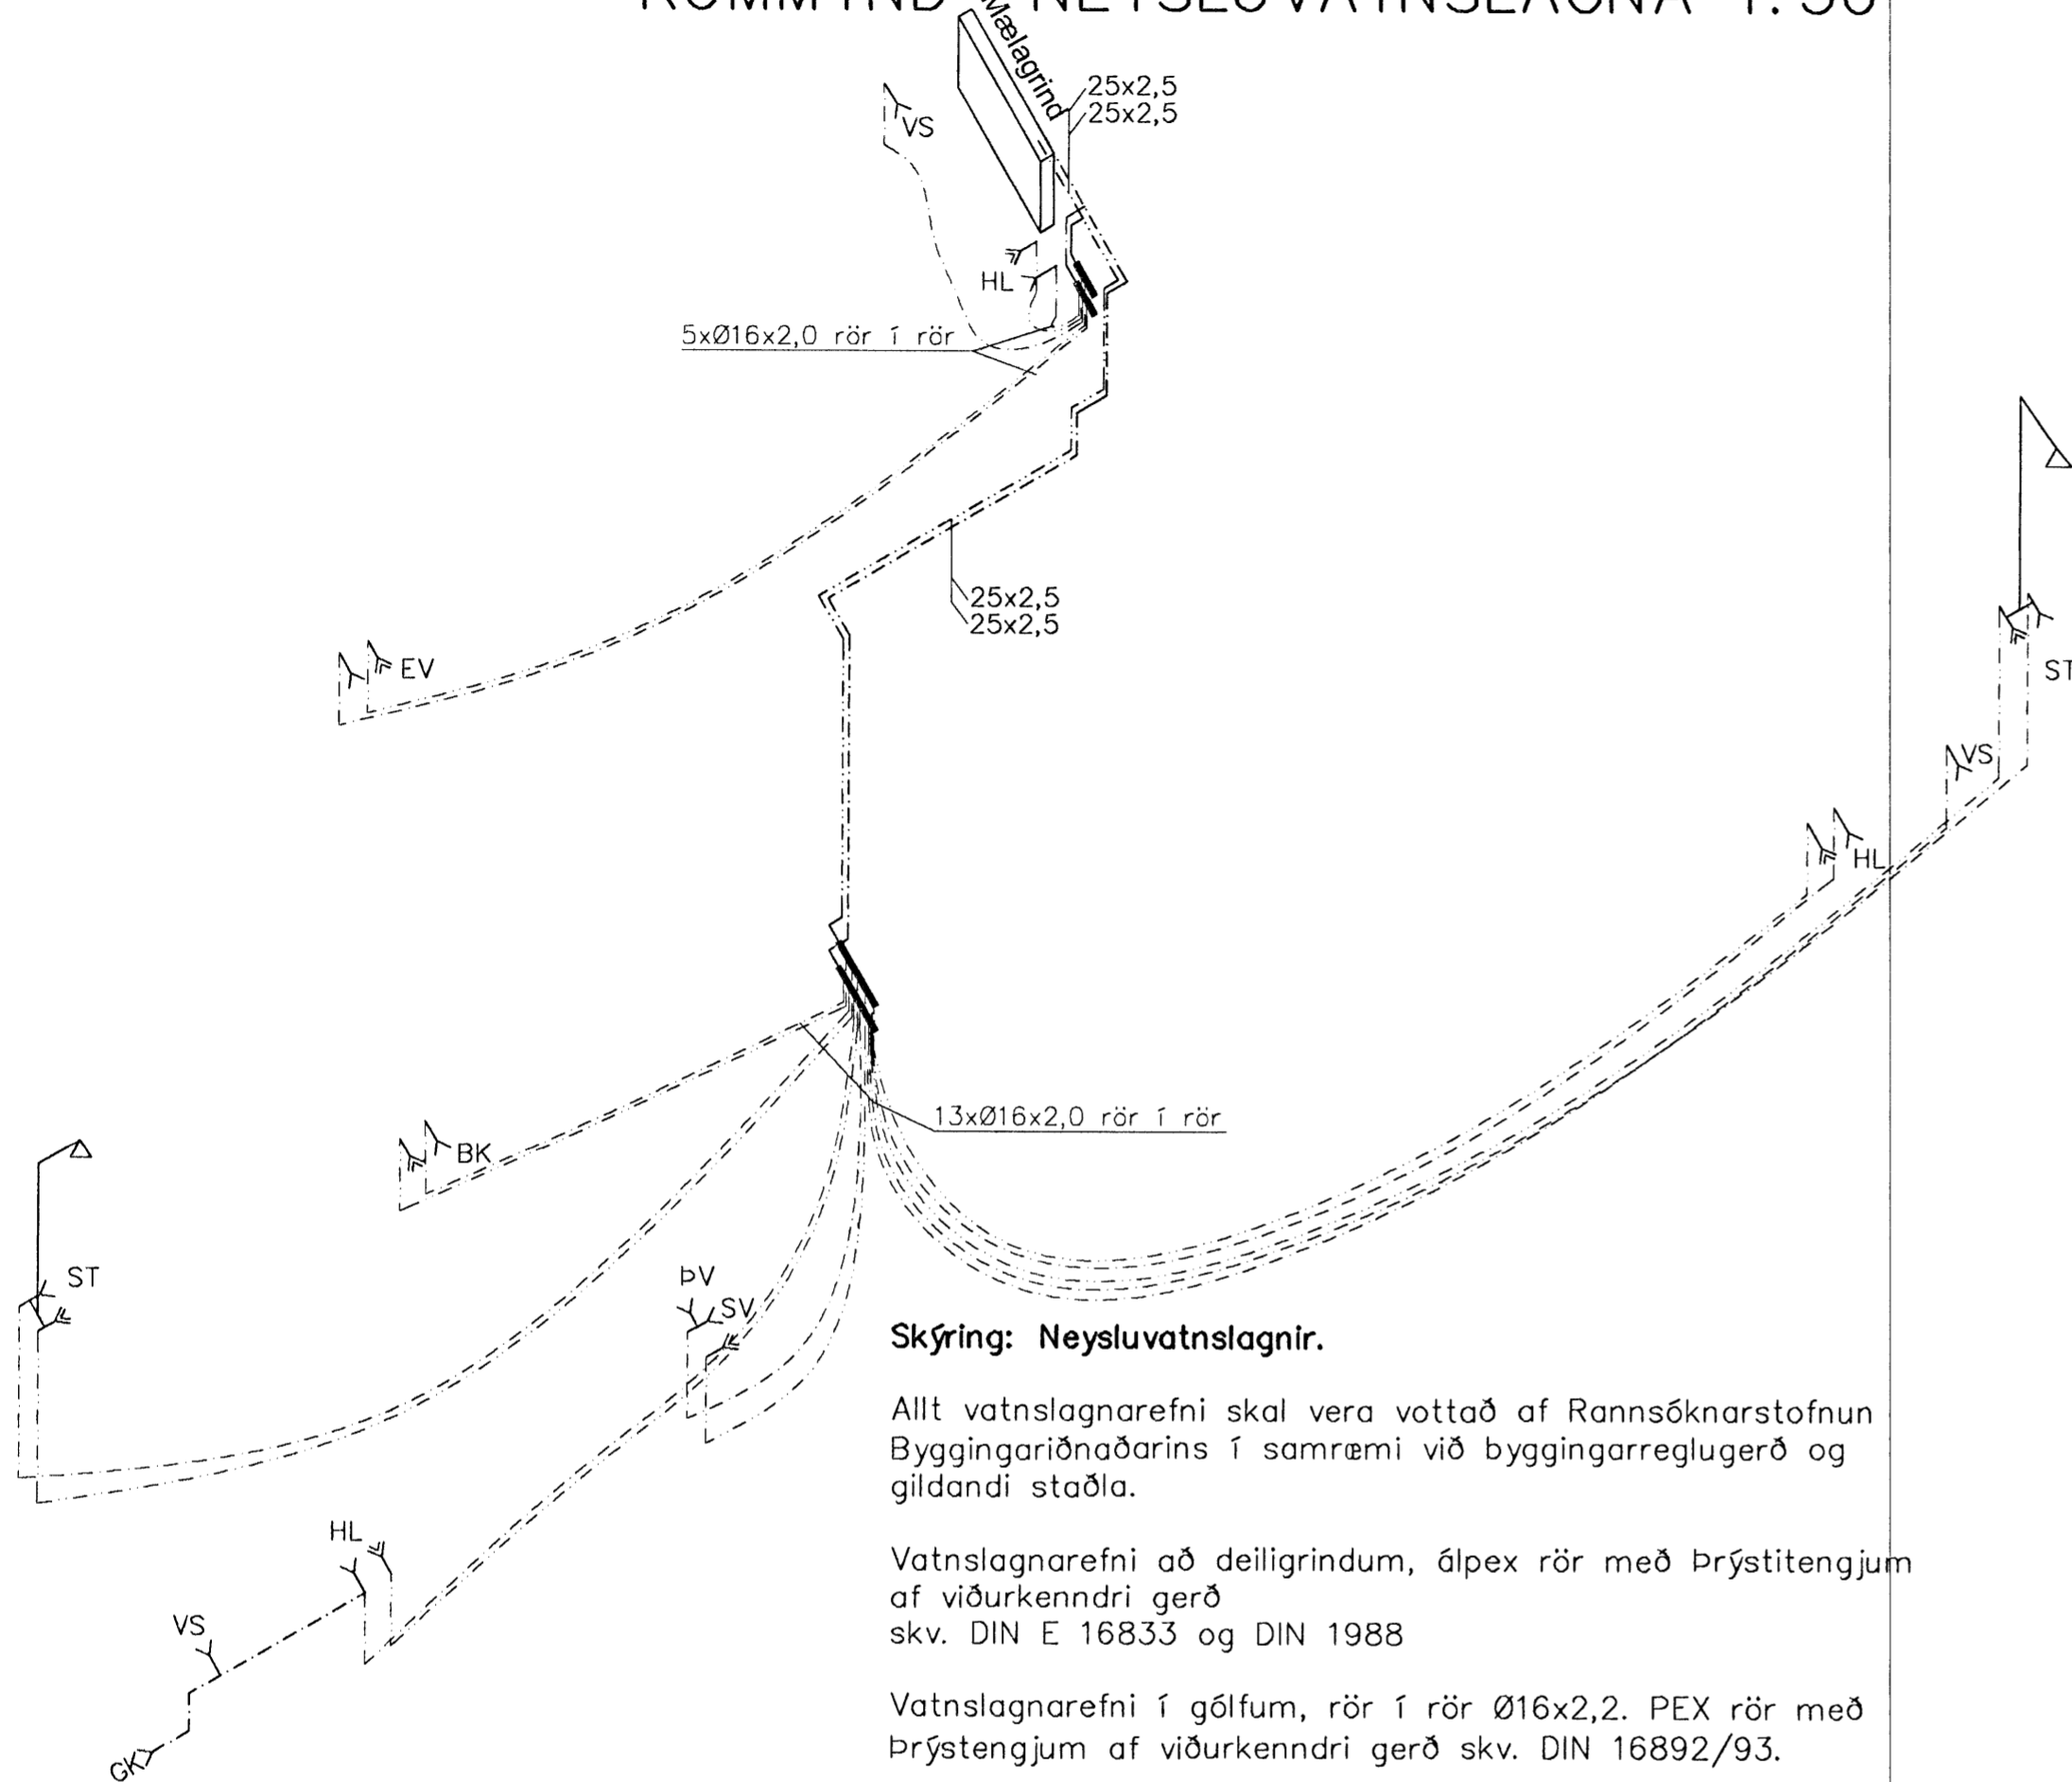 RÚMMYND NEYSLUVATNSLAGNA 1:50
Mælagrind
25x2,5
25x2,5
VS
HL
5xØ16x2,0 rör í rör
25x2,5
25x2,5
EV
ST
VS
HL
13xØ16x2,0 rör í rör
BK
ST
ÞV
SV
HL
VS
GK
Skýring: Neysluvatnslagnir.
Allt vatnslagnarefni skal vera vottað af Rannsóknarstofnun
Byggingariðnaðarins í samræmi við byggingarreglugerð og
gildandi staðla.
Vatnslagnarefni að deiligrindum, álpex rör með Þrýstitengjum
af viðurkenndri gerð
skv. DIN E 16833 og DIN 1988
Vatnslagnarefni í gólfum, rör í rör Ø16x2,2. PEX rör með
Þrýstengjum af viðurkenndri gerð skv. DIN 16892/93.